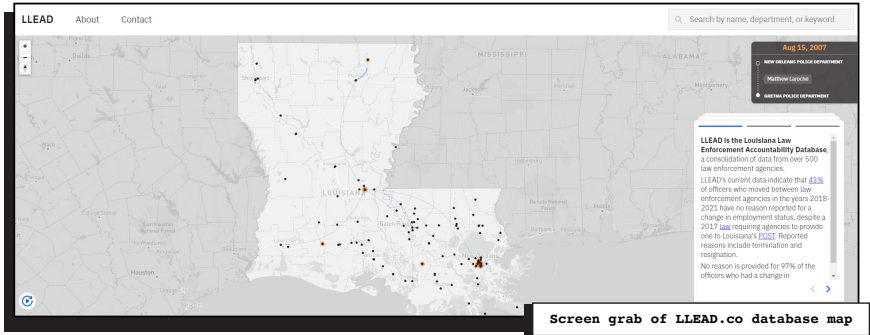 LLEAD About Contact
Search by name, department, or keyword
Dallas
MISSISSIPPI
ALABAMA
Aug 15, 2007
NEW ORLEANS POLICE DEPARTMENT
Matthew Laroche
GRETNA POLICE DEPARTMENT
Montgomery
LOUISIANA
Houston
LLEAD is the Louisiana Law
Enforcement Accountability Database,
a consolidation of data from over 500
law enforcement agencies.
LLEAD's current data indicate that 43%
of officers who moved between law
enforcement agencies in the years 2018-
2021 have no reason reported for a
change in employment status, despite a
2017 law requiring agencies to provide
one to Louisiana's POST. Reported
reasons include termination and
resignation.
No reason is provided for 97% of the
officers who had a change in
Screen grab of LLEAD.co database map